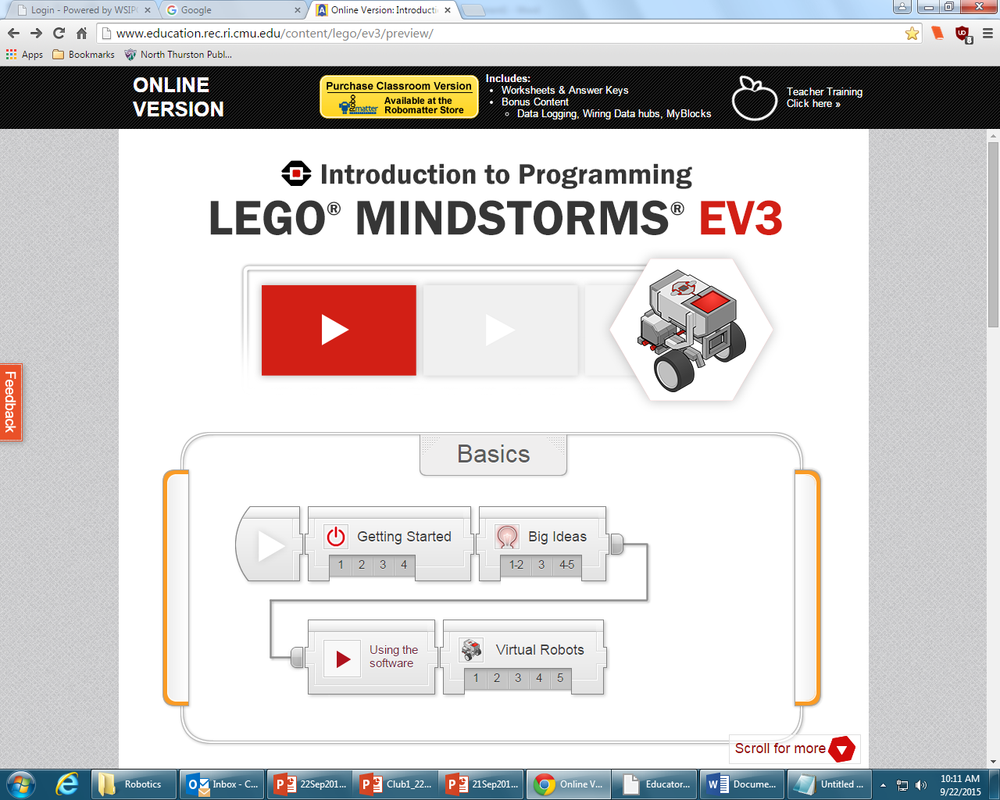 Login - Powered by WSIP
Google
Online Version: Introducti
www.education.rec.ri.cmu.edu/content/lego/ev3/preview/
8
Apps
Bookmarks
North Thurston Publ...
ONLINE
VERSION
Purchase Classroom Version
Available at the
Robomatter Store
Includes:
Worksheets & Answer Keys
Bonus Content
Data Logging, Wiring Data hubs, MyBlocks
Teacher Training
Click here »
Introduction to Programming
LEGO® MINDSTORMS® EV3
Feedback
Basics
Getting Started
1 2 3 4
Big Ideas
1-2 3 4-5
Using the
software
Virtual Robots
1 2 3 4 5
Scroll for more
Robotics
Inbox - C...
22Sep201...
Club1_22...
21Sep201...
Online V...
Educator...
Docume...
Untitled ...
10:11 AM
9/22/2015